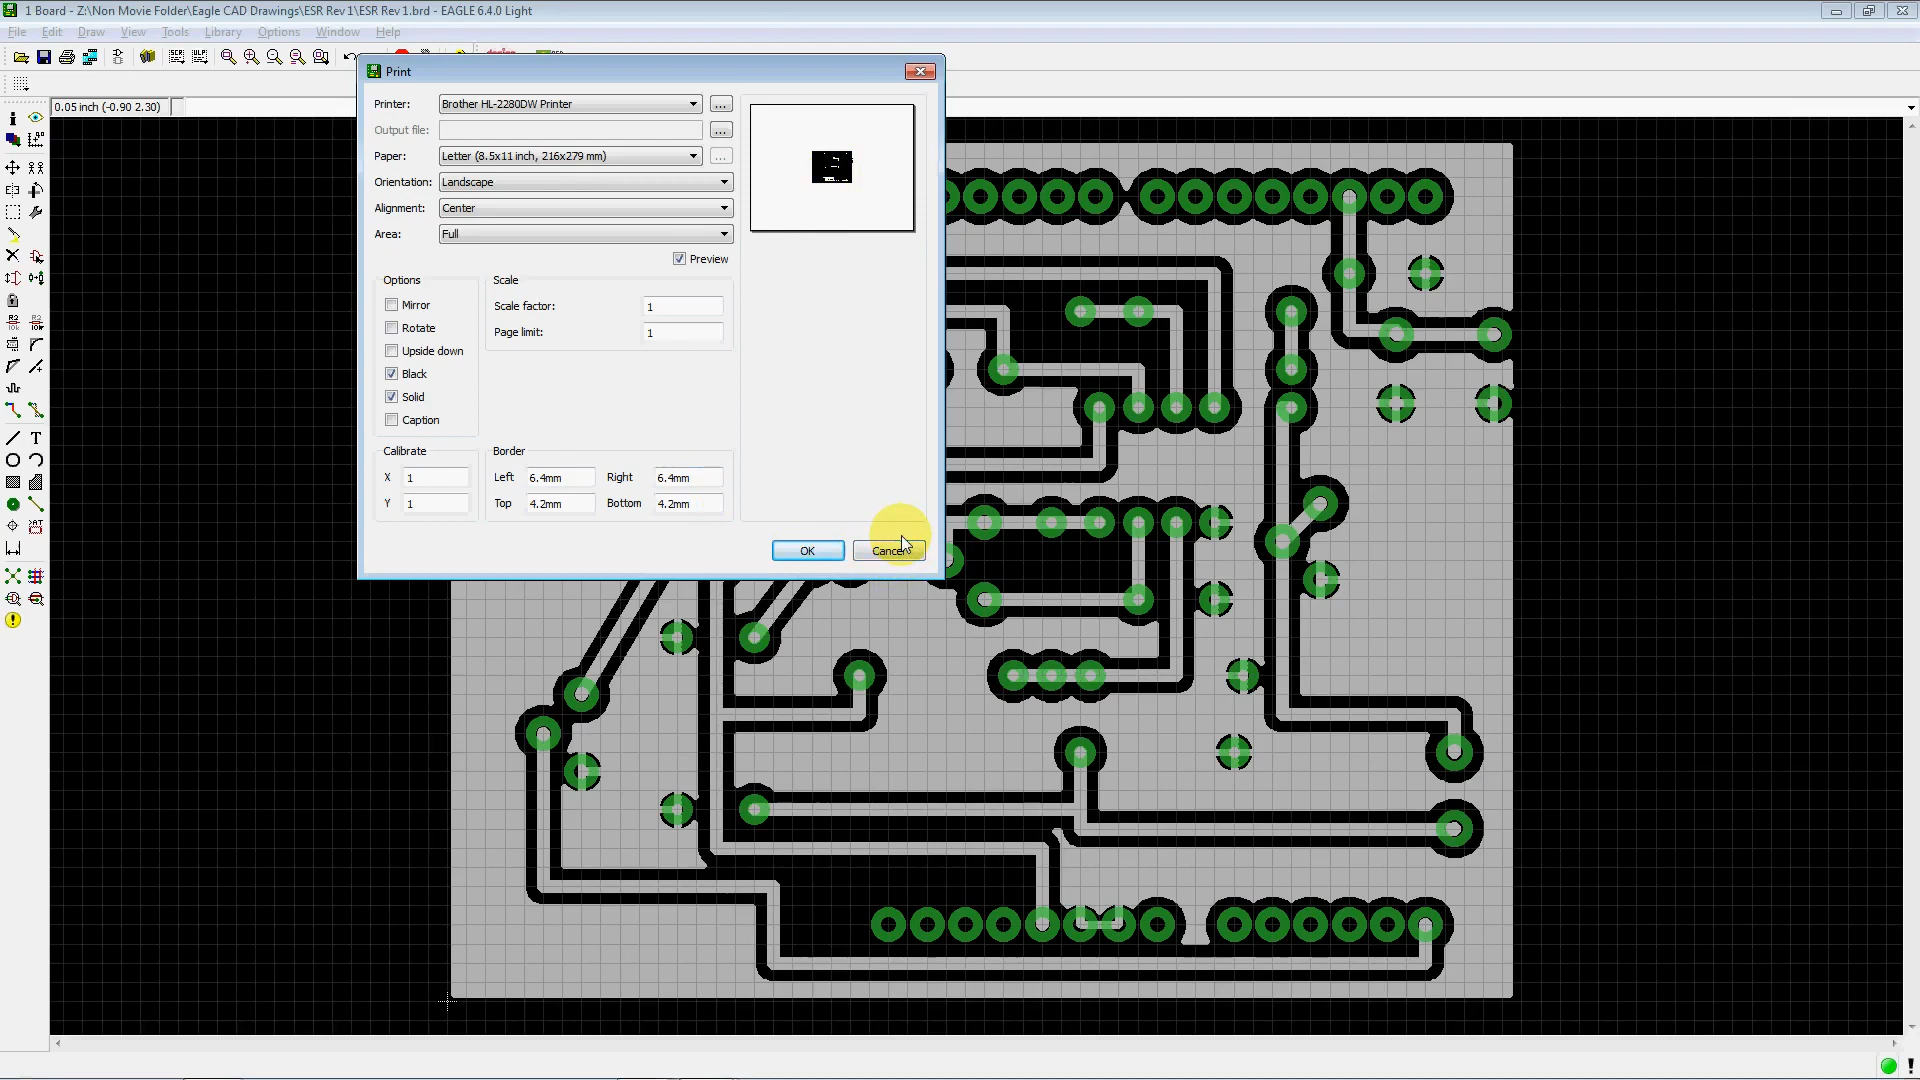 1 Board - Z:\Non Movie Folder\Eagle CAD Drawings\ESR Rev 1\ESR Rev 1.brd - EAGLE 6.4.0 Light
File Edit Draw View Tools Library Options Window Help
SCR ULP
0.05 inch (-0.90 2.30)
Print
Printer: Brother HL-2280DW Printer ...
Output file: ...
Paper: Letter (8.5x11 inch, 216x279 mm) ...
Orientation: Landscape
Alignment: Center
Area: Full
Preview
Options
Mirror
Rotate
Upside down
Black
Solid
Caption
Scale
Scale factor: 1
Page limit: 1
Calibrate
X 1
Y 1
Border
Left 6.4mm Right 6.4mm
Top 4.2mm Bottom 4.2mm
OK Cancel